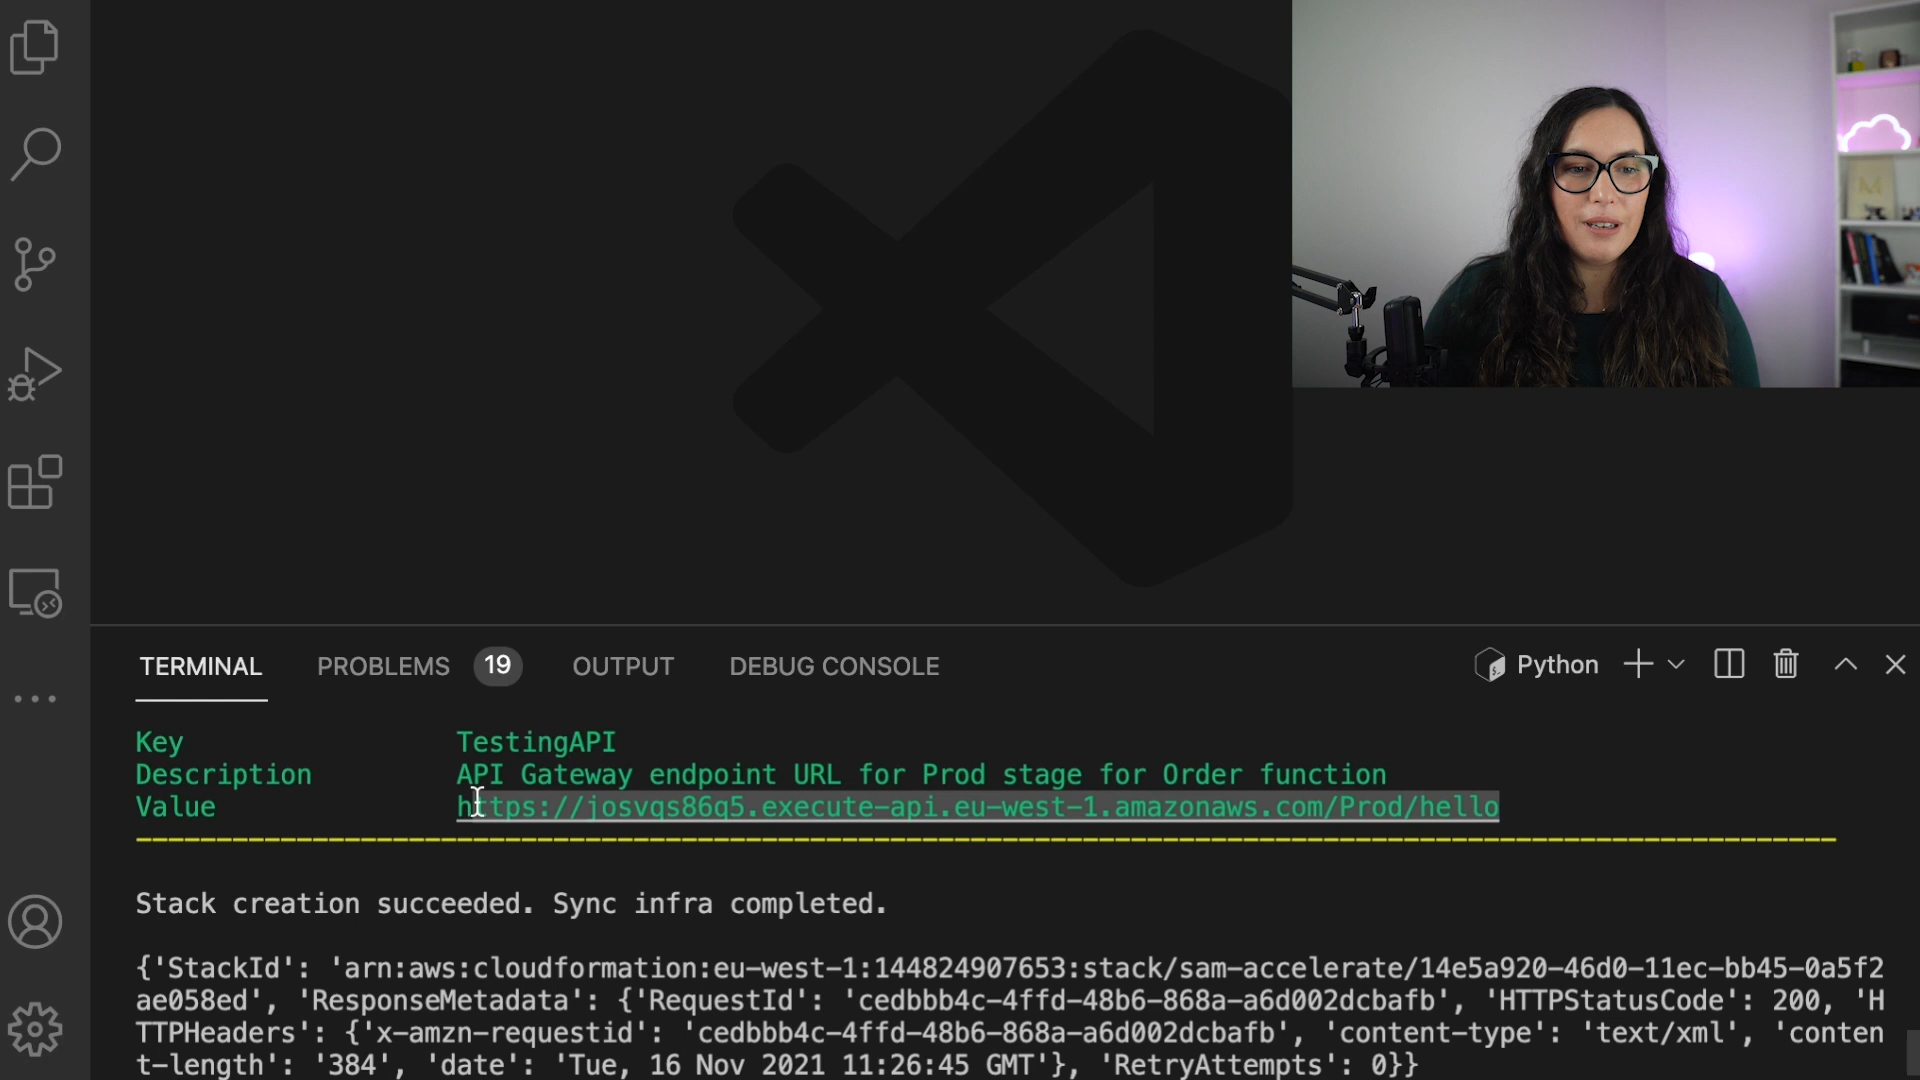 TERMINAL PROBLEMS 19 OUTPUT DEBUG CONSOLE Python
Key TestingAPI
Description API Gateway endpoint URL for Prod stage for Order function
Value https://josvqs86q5.execute-api.eu-west-1.amazonaws.com/Prod/hello
Stack creation succeeded. Sync infra completed.
{'StackId': 'arn:aws:cloudformation:eu-west-1:144824907653:stack/sam-accelerate/14e5a920-46d0-11ec-bb45-0a5f2
ae058ed', 'ResponseMetadata': {'RequestId': 'cedbbb4c-4ffd-48b6-868a-a6d002dcbafb', 'HTTPStatusCode': 200, 'H
TTPHeaders': {'x-amzn-requestid': 'cedbbb4c-4ffd-48b6-868a-a6d002dcbafb', 'content-type': 'text/xml', 'conten
t-length': '384', 'date': 'Tue, 16 Nov 2021 11:26:45 GMT'}, 'RetryAttempts': 0}}